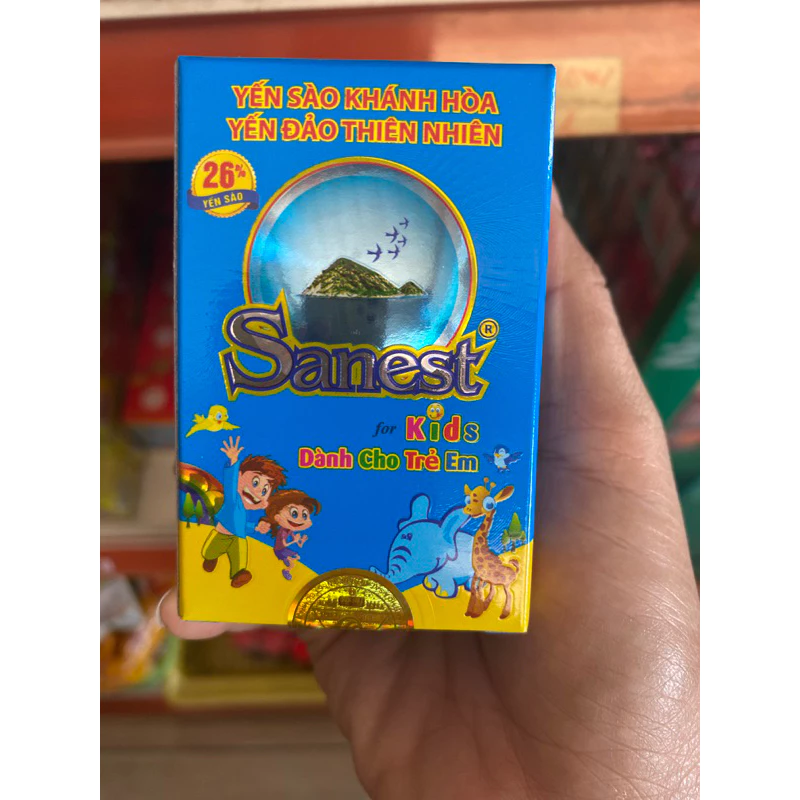 YẾN SÀO KHÁNH HÒA
YẾN ĐẢO THIÊN NHIÊN
26%
YẾN SÀO
Sanest®
for Kids
Dành Cho Trẻ Em